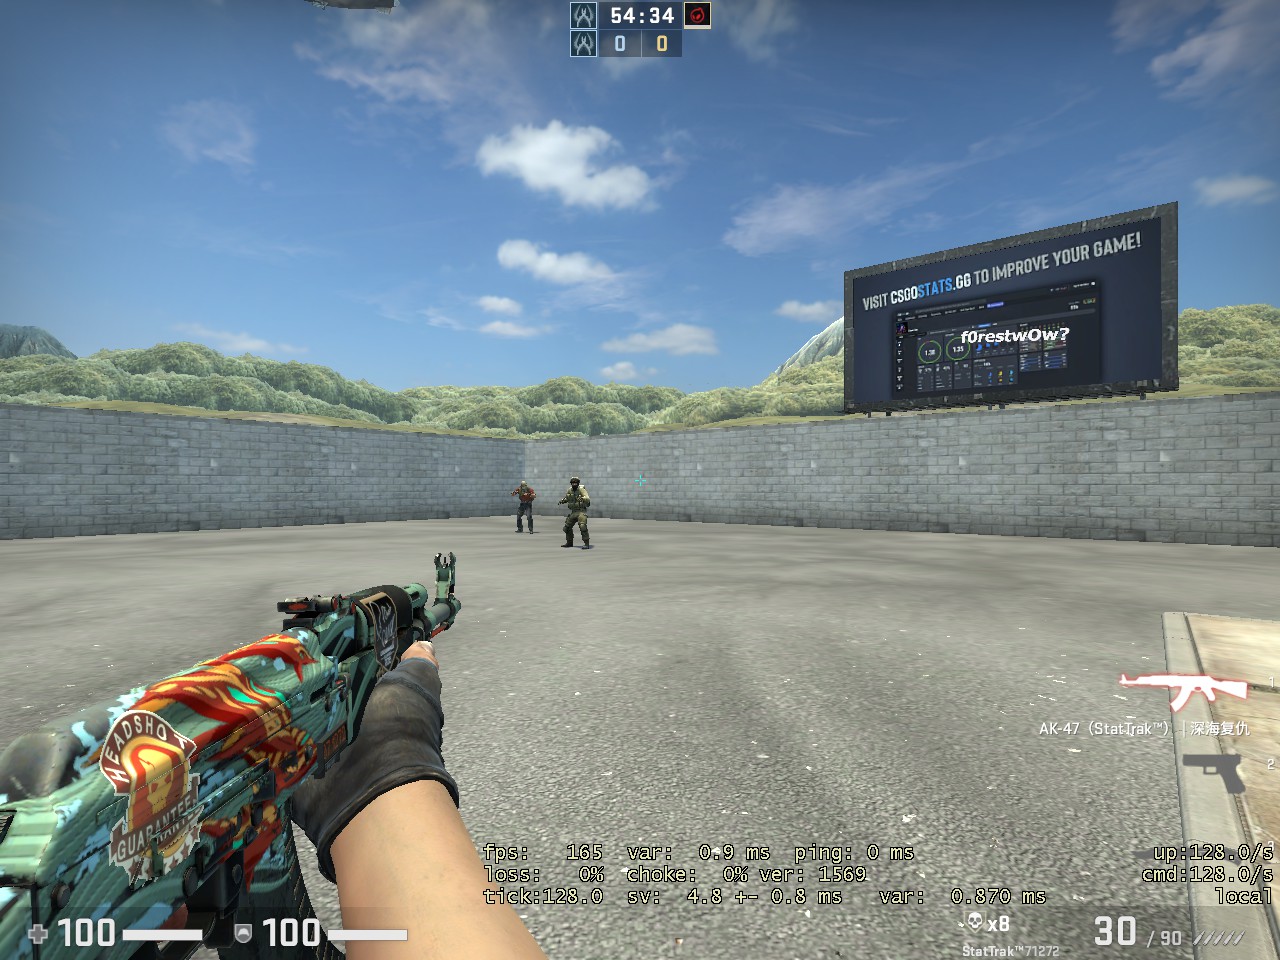 54:34
0 0
VISIT CSGOSTATS.GG TO IMPROVE YOUR GAME!
f0restwOw?
1
AK-47 (StatTrak™) | 深海复仇
2
HEADSHOT
GUARANTEE
fps: 165 var: 0.9 ms ping: 0 ms
up:128.0/s
loss: 0% choke: 0% ver: 1569
cmd:128.0/s
tick:128.0 sv: 4.8 +- 0.8 ms var: 0.870 ms
local
100 100
x8
30 / 90
StatTrak™71272